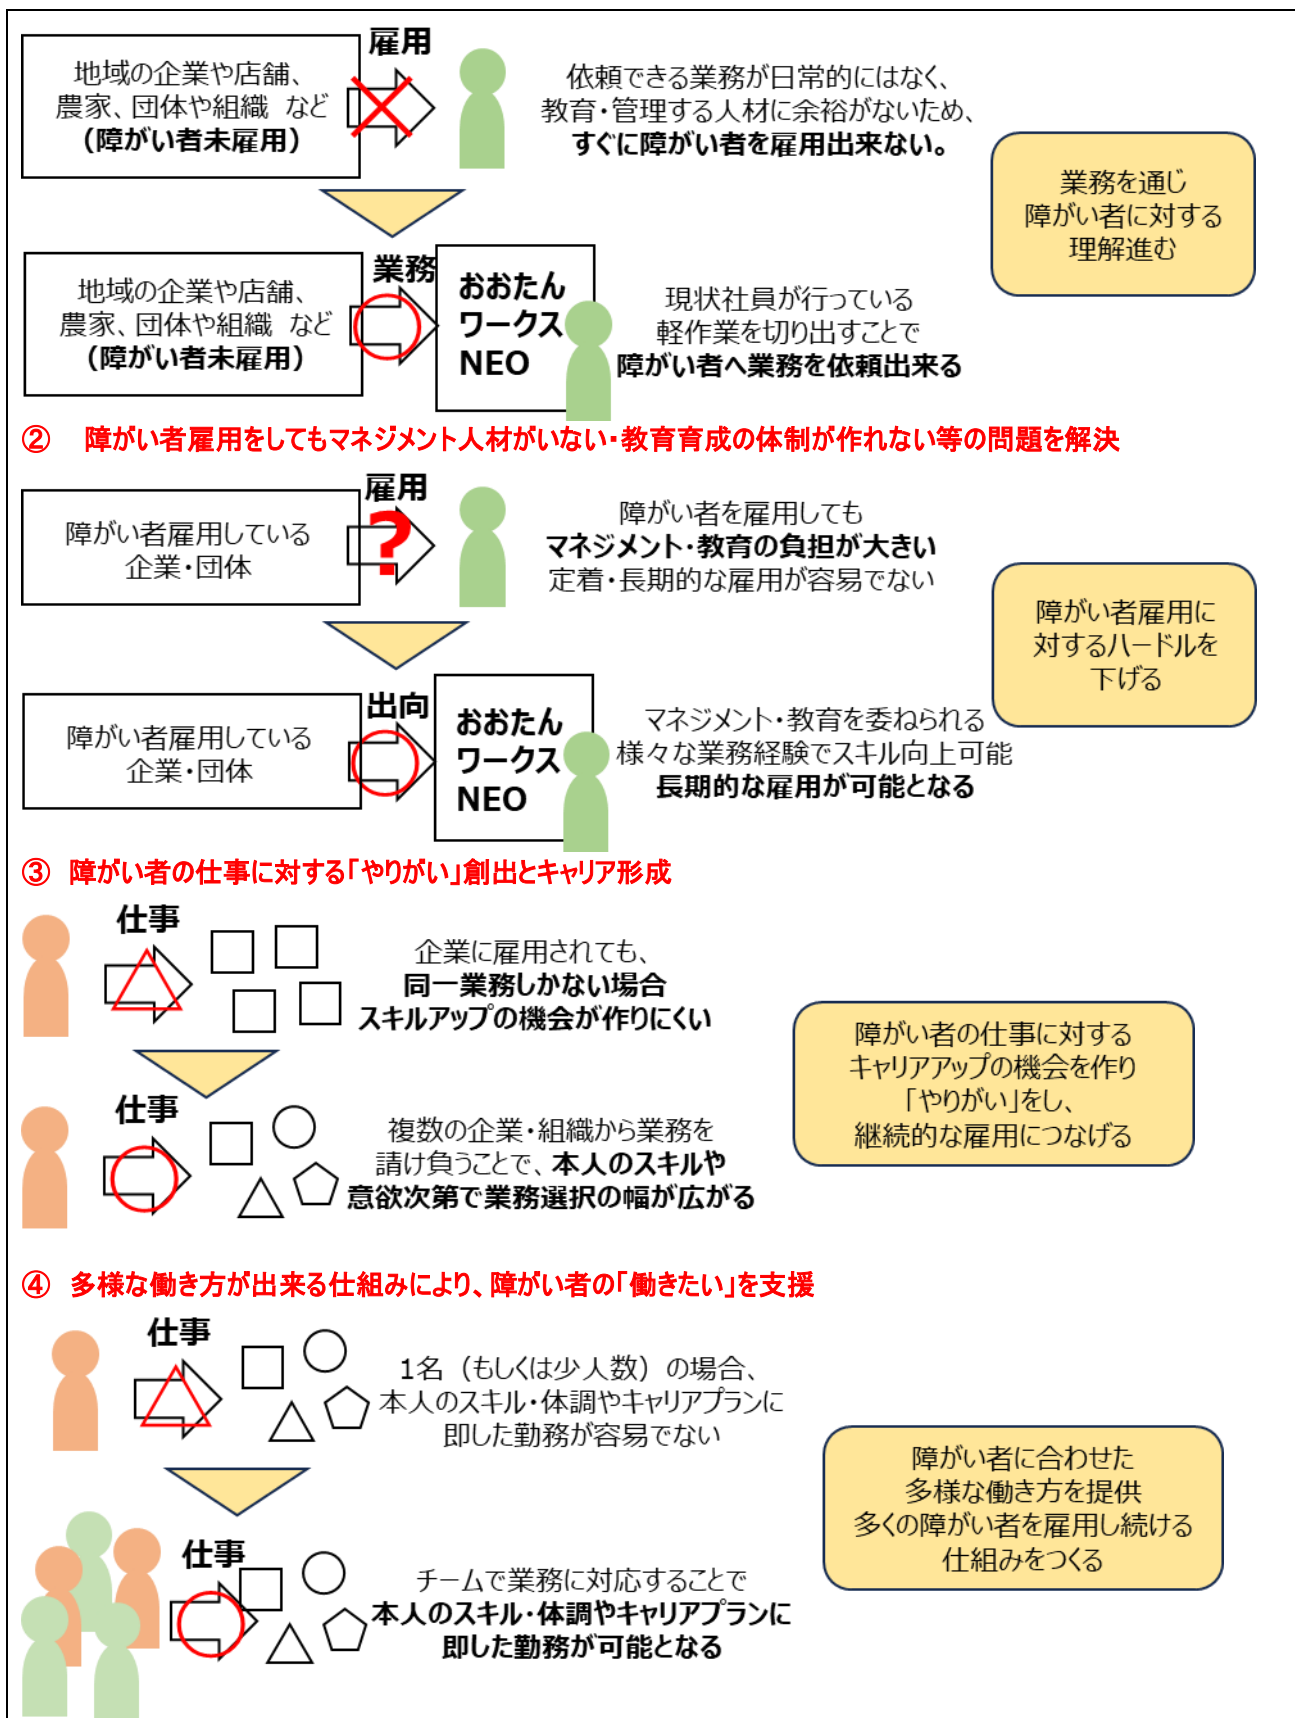 雇用
地域の企業や店舗、
農家、団体や組織 など
(障がい者未雇用)
依頼できる業務が日常的にはなく、
教育・管理する人材に余裕がないため、
すぐに障がい者を雇用出来ない。
業務を通じ
障がい者に対する
理解進む
業務
地域の企業や店舗、
農家、団体や組織 など
(障がい者未雇用)
おおたん
ワークス
NEO
現状社員が行っている
軽作業を切り出すことで
障がい者へ業務を依頼出来る
② 障がい者雇用をしてもマネジメント人材がいない・教育育成の体制が作れない等の問題を解決
雇用
障がい者雇用している
企業・団体
?
障がい者を雇用しても
マネジメント・教育の負担が大きい
定着・長期的な雇用が容易でない
障がい者雇用に
対するハードルを
下げる
出向
障がい者雇用している
企業・団体
おおたん
ワークス
NEO
マネジメント・教育を委ねられる
様々な業務経験でスキル向上可能
長期的な雇用が可能となる
③ 障がい者の仕事に対する「やりがい」創出とキャリア形成
仕事
企業に雇用されても、
同一業務しかない場合
スキルアップの機会が作りにくい
障がい者の仕事に対する
キャリアアップの機会を作り
「やりがい」をし、
継続的な雇用につなげる
仕事
複数の企業・組織から業務を
請け負うことで、本人のスキルや
意欲次第で業務選択の幅が広がる
④ 多様な働き方が出来る仕組みにより、障がい者の「働きたい」を支援
仕事
1名（もしくは少人数）の場合、
本人のスキル・体調やキャリアプランに
即した勤務が容易でない
障がい者に合わせた
多様な働き方を提供
多くの障がい者を雇用し続ける
仕組みをつくる
仕事
チームで業務に対応することで
本人のスキル・体調やキャリアプランに
即した勤務が可能となる